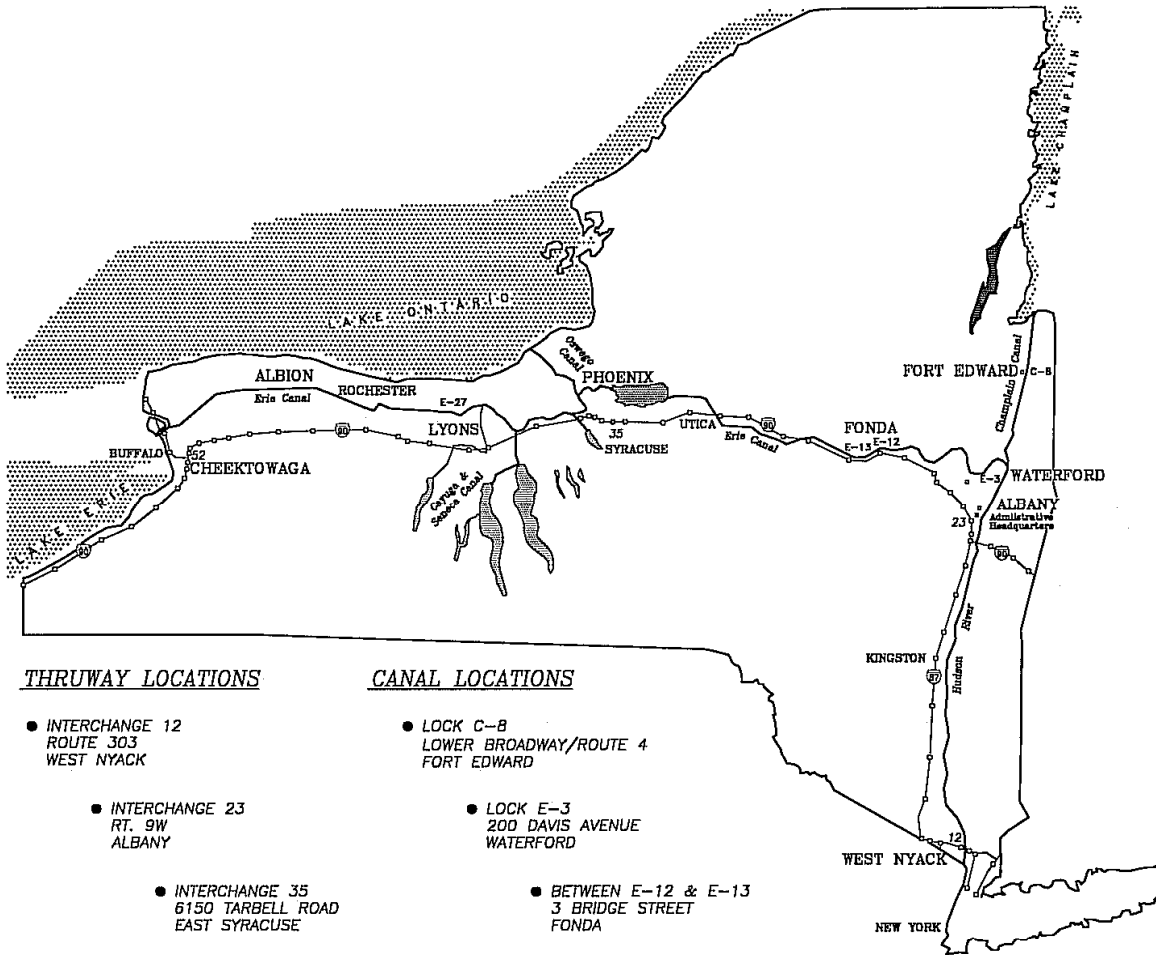 LAKE CHAMPLAIN
LAKE ONTARIO
Oswego
Canal
PHOENIX
FORT EDWARD
C-8
Champlain Canal
ALBION
ROCHESTER
Erie Canal
E-27
LYONS
90
35
SYRACUSE
UTICA
90
Erie Canal
FONDA
E-13
E-12
BUFFALO
52
CHEEKTOWAGA
Cayuga &
Seneca Canal
E-3
WATERFORD
ALBANY
Admiistrative
Headquarters
23
90
LAKE ERIE
90
KINGSTON
87
Hudson
River
12
WEST NYACK
NEW YORK
THRUWAY LOCATIONS
● INTERCHANGE 12
ROUTE 303
WEST NYACK
● INTERCHANGE 23
RT. 9W
ALBANY
● INTERCHANGE 35
6150 TARBELL ROAD
EAST SYRACUSE
CANAL LOCATIONS
● LOCK C-8
LOWER BROADWAY/ROUTE 4
FORT EDWARD
● LOCK E-3
200 DAVIS AVENUE
WATERFORD
● BETWEEN E-12 & E-13
3 BRIDGE STREET
FONDA